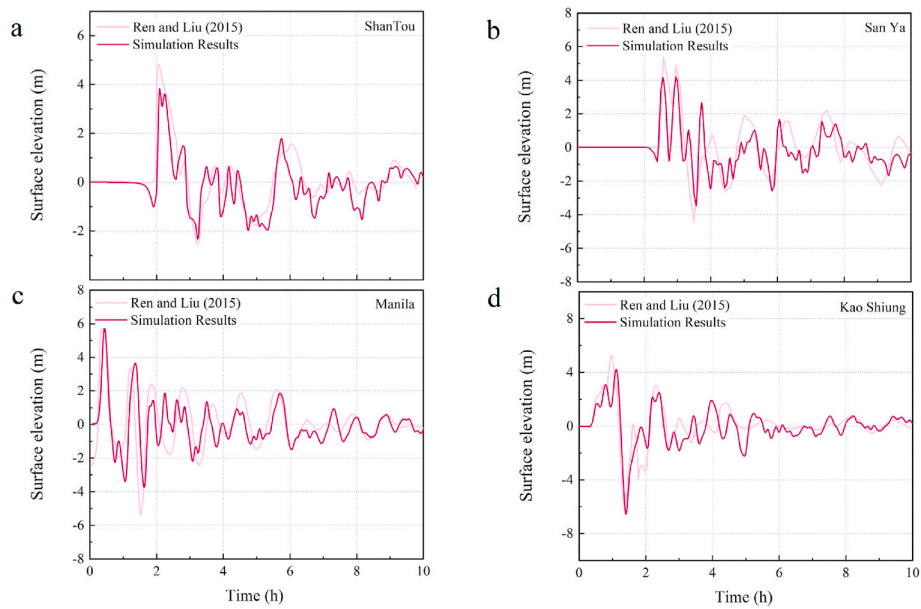 a
6
4
2
0
-2
Surface elevation (m)
Ren and Liu (2015)
ShanTou
Simulation Results
b
8
6
4
2
0
-2
-4
-6
-8
Surface elevation (m)
Ren and Liu (2015)
San Ya
Simulation Results
c
8
6
4
2
0
-2
-4
-6
-8
Surface elevation (m)
Ren and Liu (2015)
Manila
Simulation Results
0
2
4
6
8
10
Time (h)
d
8
4
0
-4
-8
Surface elevation (m)
Ren and Liu (2015)
Kao Shiung
Simulation Results
0
2
4
6
8
10
Time (h)